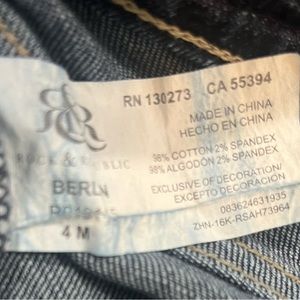 RN 130273 CA 55394
MADE IN CHINA
HECHO EN CHINA
98% COTTON 2% SPANDEX
98% ALGODÓN 2% SPANDEX
EXCLUSIVE OF DECORATION/
EXCEPTO DECORACIÓN
083624631935
ZHN-16K-RSAH73964
ROCK & REPUBLIC
BERLIN
4 M